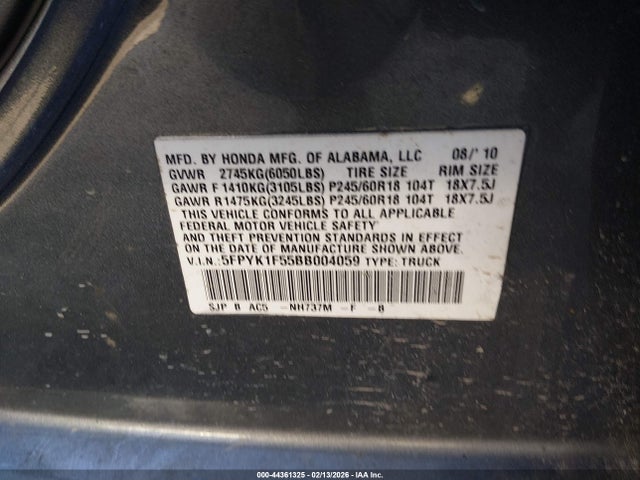 MFD. BY HONDA MFG. OF ALABAMA, LLC 08/'10
GVWR 2745KG(6050LBS) TIRE SIZE RIM SIZE
GAWR F 1410KG(3105LBS) P245/60R18 104T 18X7.5J
GAWR R1475KG(3245LBS) P245/60R18 104T 18X7.5J
THIS VEHICLE CONFORMS TO ALL APPLICABLE
FEDERAL MOTOR VEHICLE SAFETY
AND THEFT PREVENTION STANDARDS IN EFFECT
ON THE DATE OF MANUFACTURE SHOWN ABOVE.
V.I.N.: 5FPYK1F55BB004059 TYPE: TRUCK
SJP B AC5 -NH737M -F -B
000-44361325 - 02/13/2026 - IAA Inc.